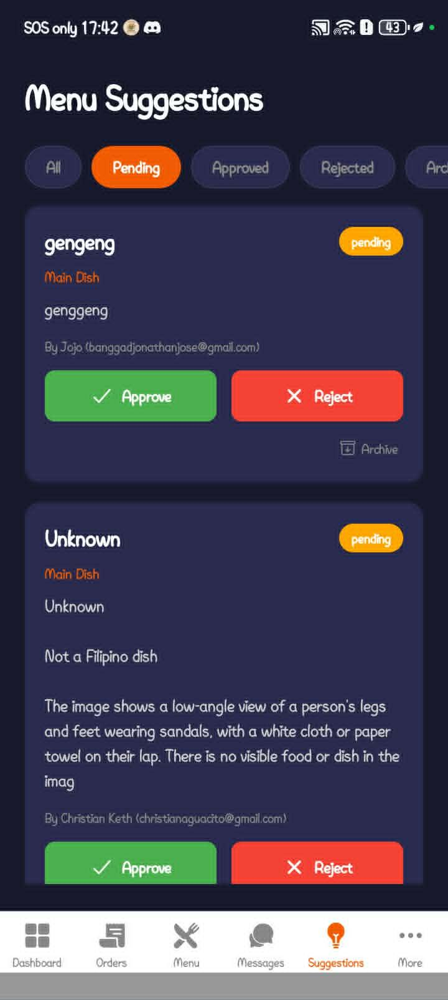 SOS only 17:42
43
Menu Suggestions
All
Pending
Approved
Rejected
Arc
gengeng
pending
Main Dish
genggeng
By Jojo (banggadjonathanjose@gmail.com)
Approve
Reject
Archive
Unknown
pending
Main Dish
Unknown
Not a Filipino dish
The image shows a low-angle view of a person's legs
and feet wearing sandals, with a white cloth or paper
towel on their lap. There is no visible food or dish in the
imag
By Christian Keth (christianaguacito@gmail.com)
Approve
Reject
Dashboard
Orders
Menu
Messages
Suggestions
More